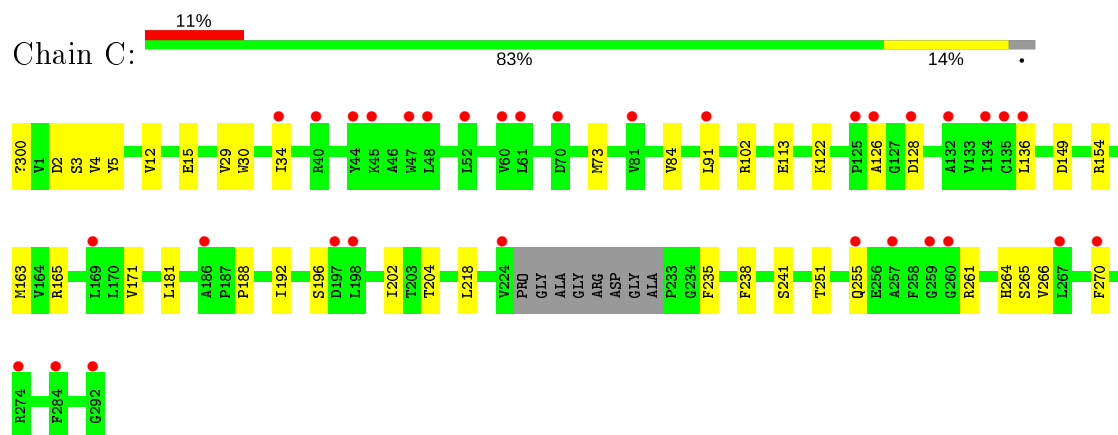 11%
Chain C:
83%
14%
•
?300 V1 D2 S3 V4 Y5 V12 E15 V29 W30 I34 R40 Y44 K45 A46 W47 L48 L52 V60 L61 D70 M73 V81 V84 L91 R102 E113 K122 P125 A126 G127 D128 A132 V133 I134 C135 L136 D149 R154
M163 V164 R165 L169 L170 V171 L181 A186 P187 P188 I192 S196 D197 L198 I202 T203 T204 L218 V224 PRO GLY ALA GLY ARG ASP GLY ALA P233 G234 F235 F238 S241 T251 Q255 E256 A257 F258 G259 G260 R261 H264 S265 V266 L267 F270
R274 F284 G292